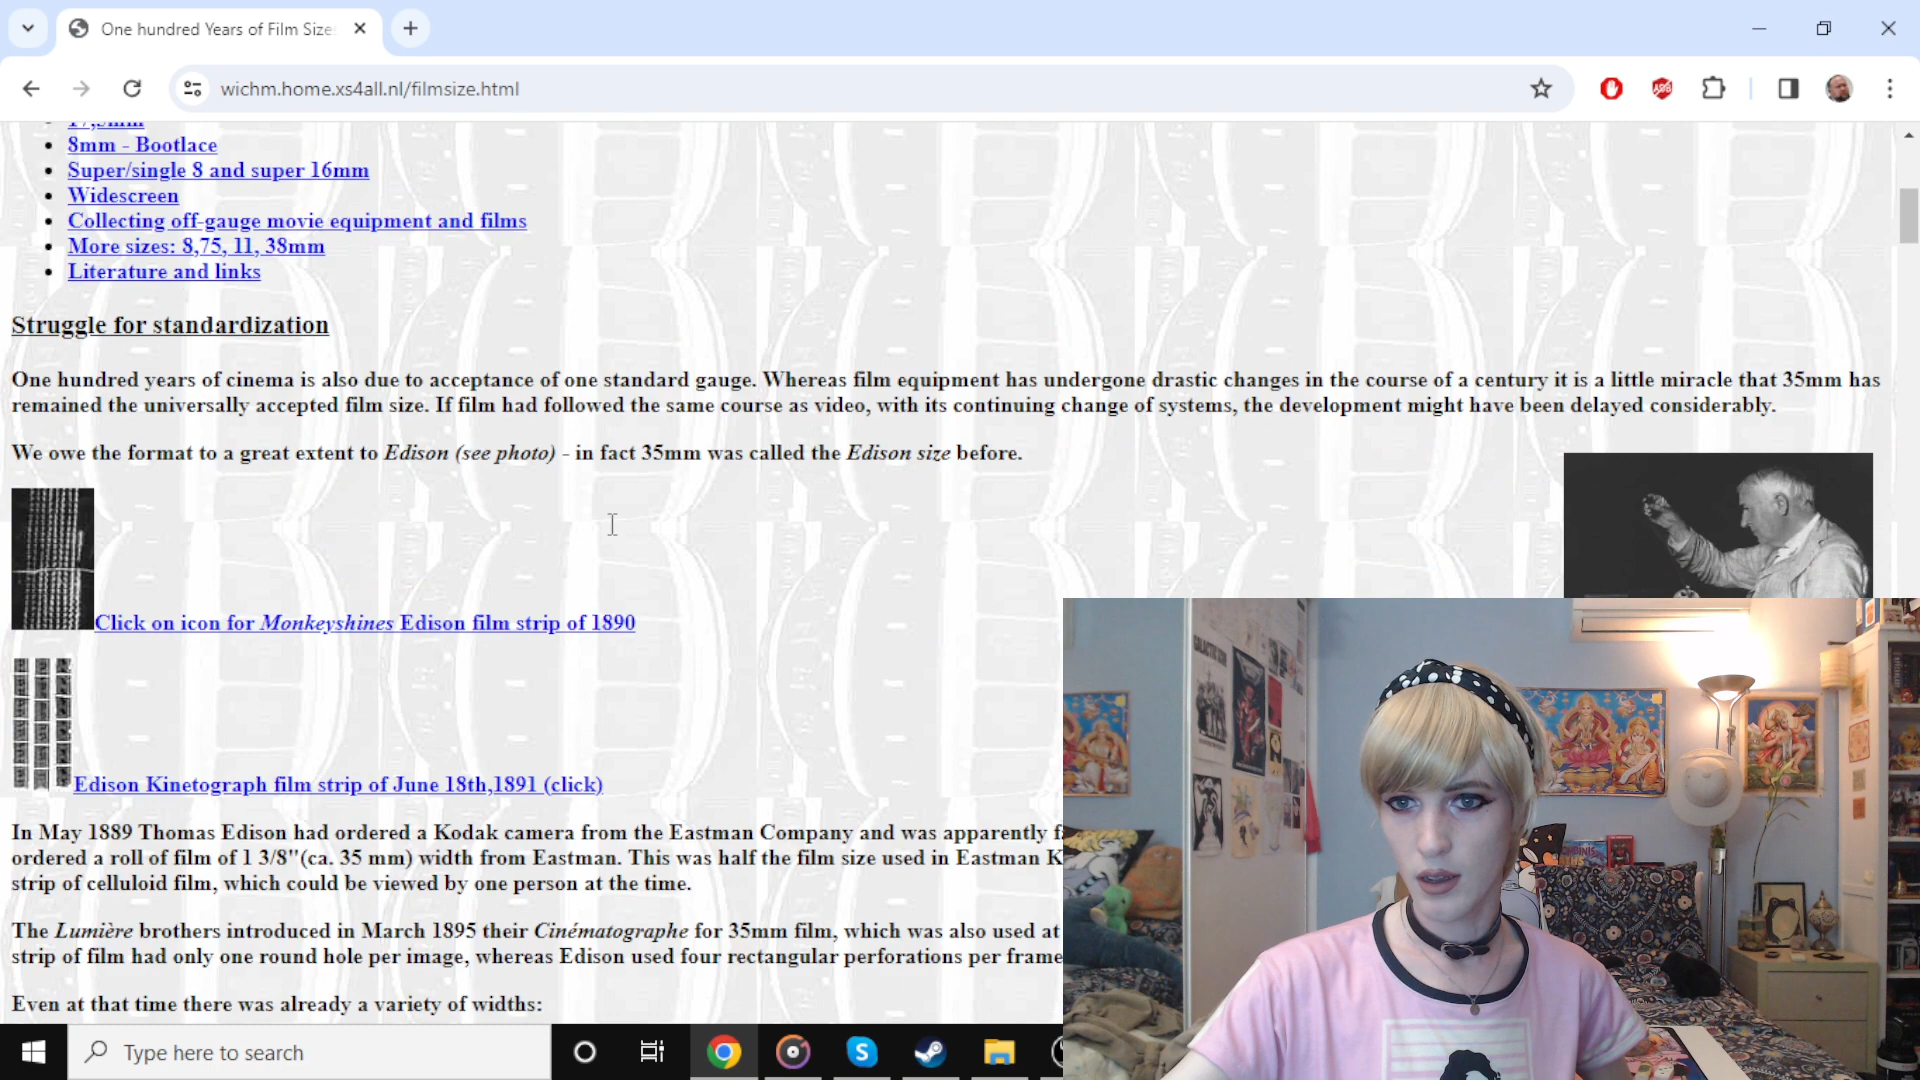 One hundred Years of Film Size
wichm.home.xs4all.nl/filmsize.html
17,5mm
8mm - Bootlace
Super/single 8 and super 16mm
Widescreen
Collecting off-gauge movie equipment and films
More sizes: 8,75, 11, 38mm
Literature and links
Struggle for standardization
One hundred years of cinema is also due to acceptance of one standard gauge. Whereas film equipment has undergone drastic changes in the course of a century it is a little miracle that 35mm has
remained the universally accepted film size. If film had followed the same course as video, with its continuing change of systems, the development might have been delayed considerably.
We owe the format to a great extent to Edison (see photo) - in fact 35mm was called the Edison size before.
Click on icon for Monkeyshines Edison film strip of 1890
Edison Kinetograph film strip of June 18th,1891 (click)
In May 1889 Thomas Edison had ordered a Kodak camera from the Eastman Company and was apparently f
ordered a roll of film of 1 3/8"(ca. 35 mm) width from Eastman. This was half the film size used in Eastman K
strip of celluloid film, which could be viewed by one person at the time.
The Lumière brothers introduced in March 1895 their Cinématographe for 35mm film, which was also used at
strip of film had only one round hole per image, whereas Edison used four rectangular perforations per frame
Even at that time there was already a variety of widths:
Type here to search